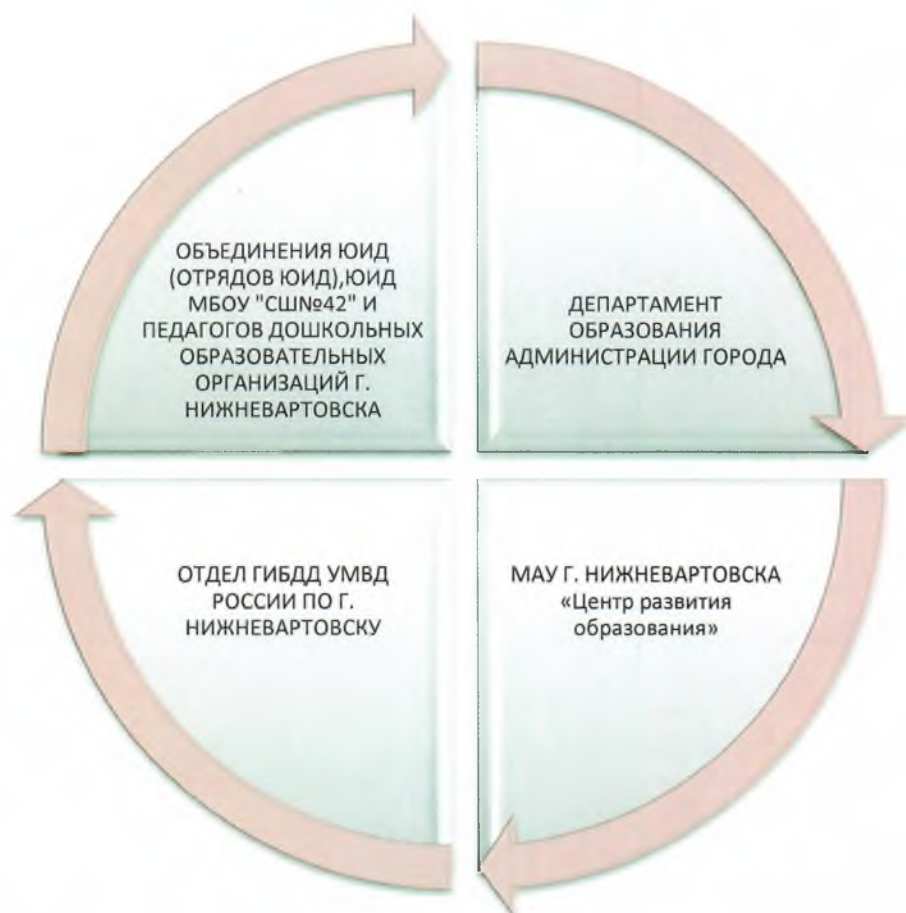 ОБЪЕДИНЕНИЯ ЮИД
(ОТРЯДОВ ЮИД),ЮИД
МБОУ "СШ№42" И
ПЕДАГОГОВ ДОШКОЛЬНЫХ
ОБРАЗОВАТЕЛЬНЫХ
ОРГАНИЗАЦИЙ Г.
НИЖНЕВАРТОВСКА
ДЕПАРТАМЕНТ
ОБРАЗОВАНИЯ
АДМИНИСТРАЦИИ ГОРОДА
ОТДЕЛ ГИБДД УМВД
РОССИИ ПО Г.
НИЖНЕВАРТОВСКУ
МАУ Г. НИЖНЕВАРТОВСКА
«Центр развития
образования»